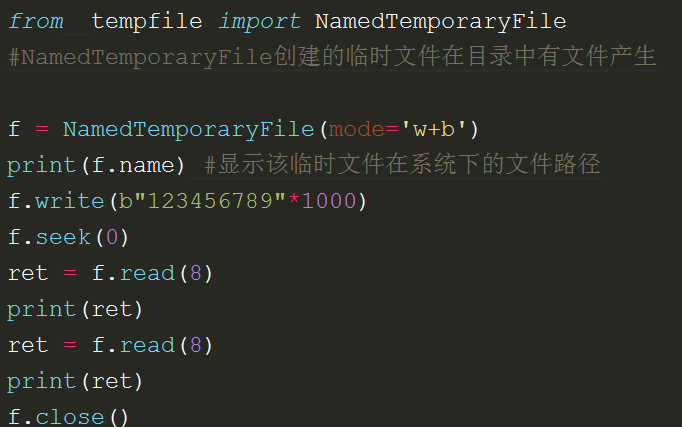 from  tempfile import NamedTemporaryFile
#NamedTemporaryFile创建的临时文件在目录中有文件产生
f = NamedTemporaryFile(mode='w+b')
print(f.name) #显示该临时文件在系统下的文件路径
f.write(b"123456789"*1000)
f.seek(0)
ret = f.read(8)
print(ret)
ret = f.read(8)
print(ret)
f.close()